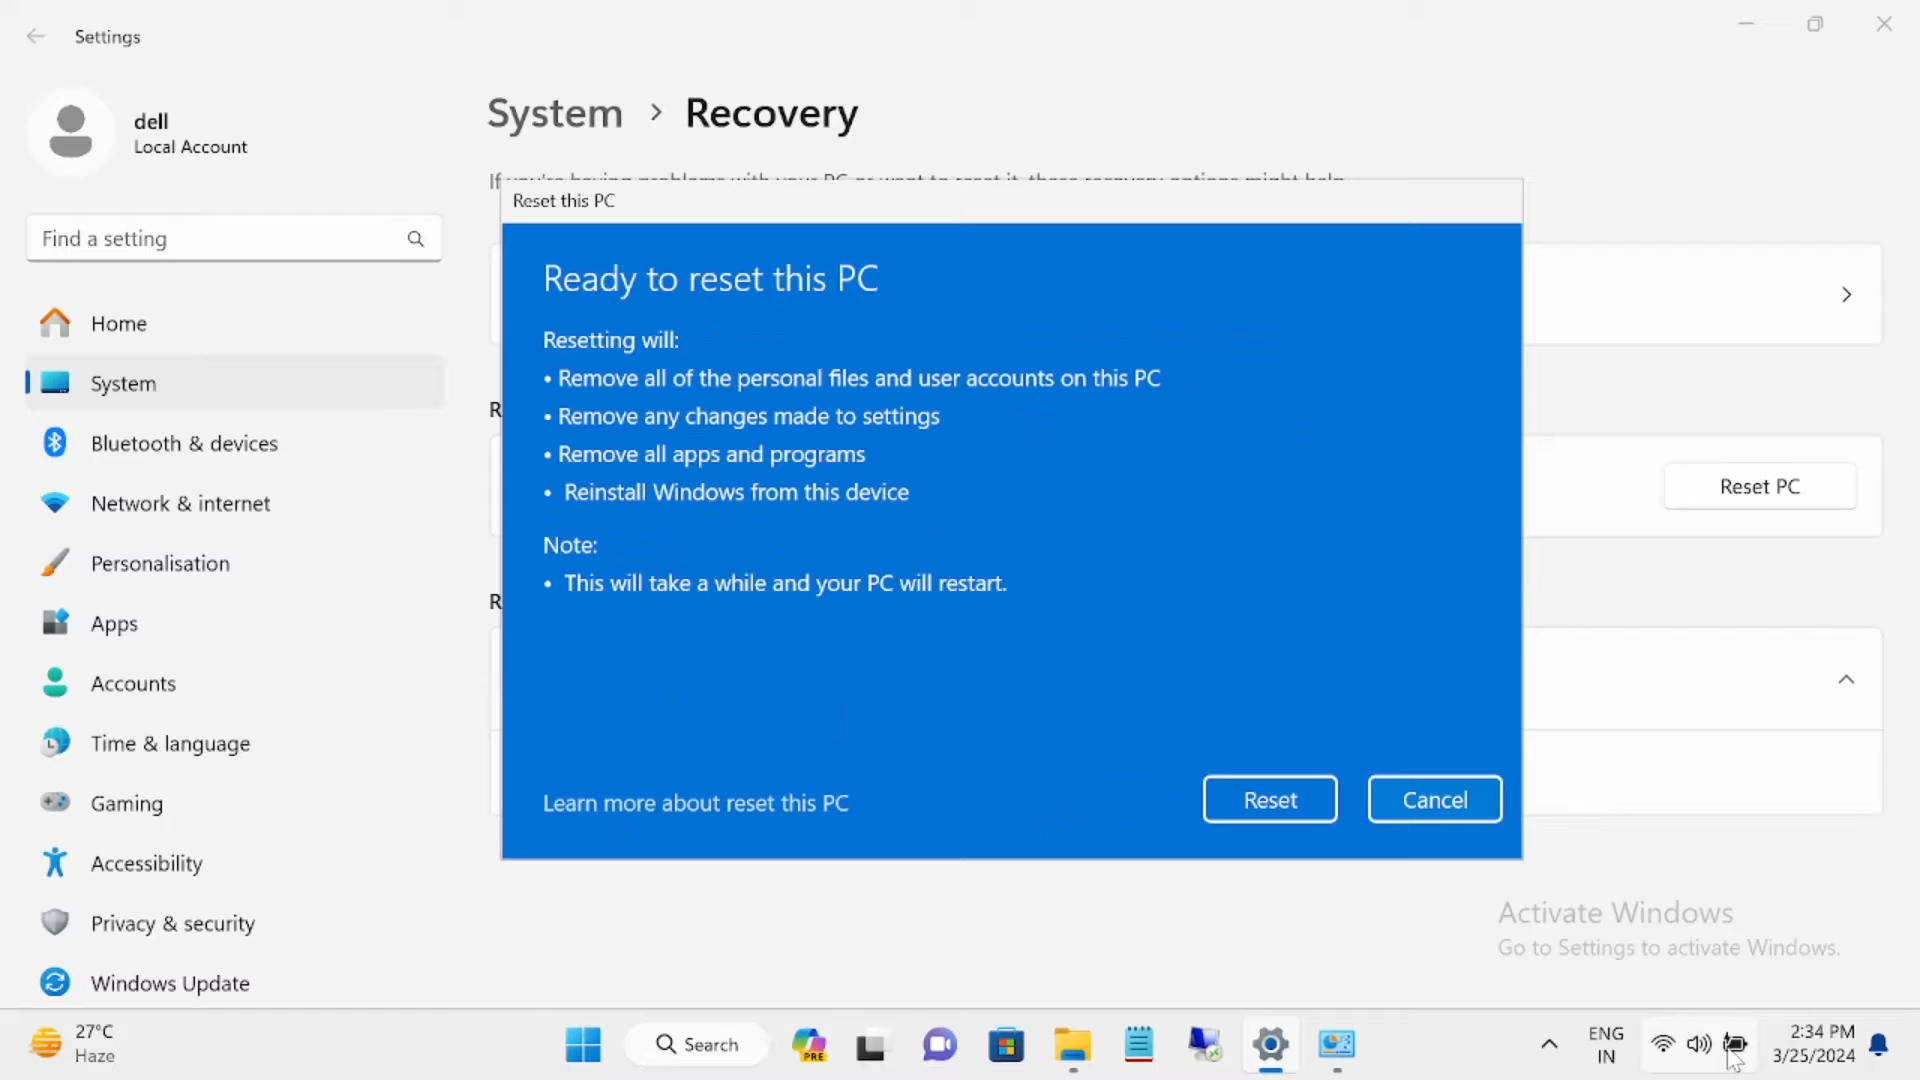 Settings
dell
Local Account
System > Recovery
Reset this PC
Find a setting
Ready to reset this PC
Resetting will:
• Remove all of the personal files and user accounts on this PC
• Remove any changes made to settings
• Remove all apps and programs
• Reinstall Windows from this device
Note:
• This will take a while and your PC will restart.
Learn more about reset this PC
Reset
Cancel
Reset PC
Home
System
Bluetooth & devices
Network & internet
Personalisation
Apps
Accounts
Time & language
Gaming
Accessibility
Privacy & security
Windows Update
Activate Windows
Go to Settings to activate Windows.
27°C
Haze
Search
PRE
ENG
IN
2:34 PM
3/25/2024